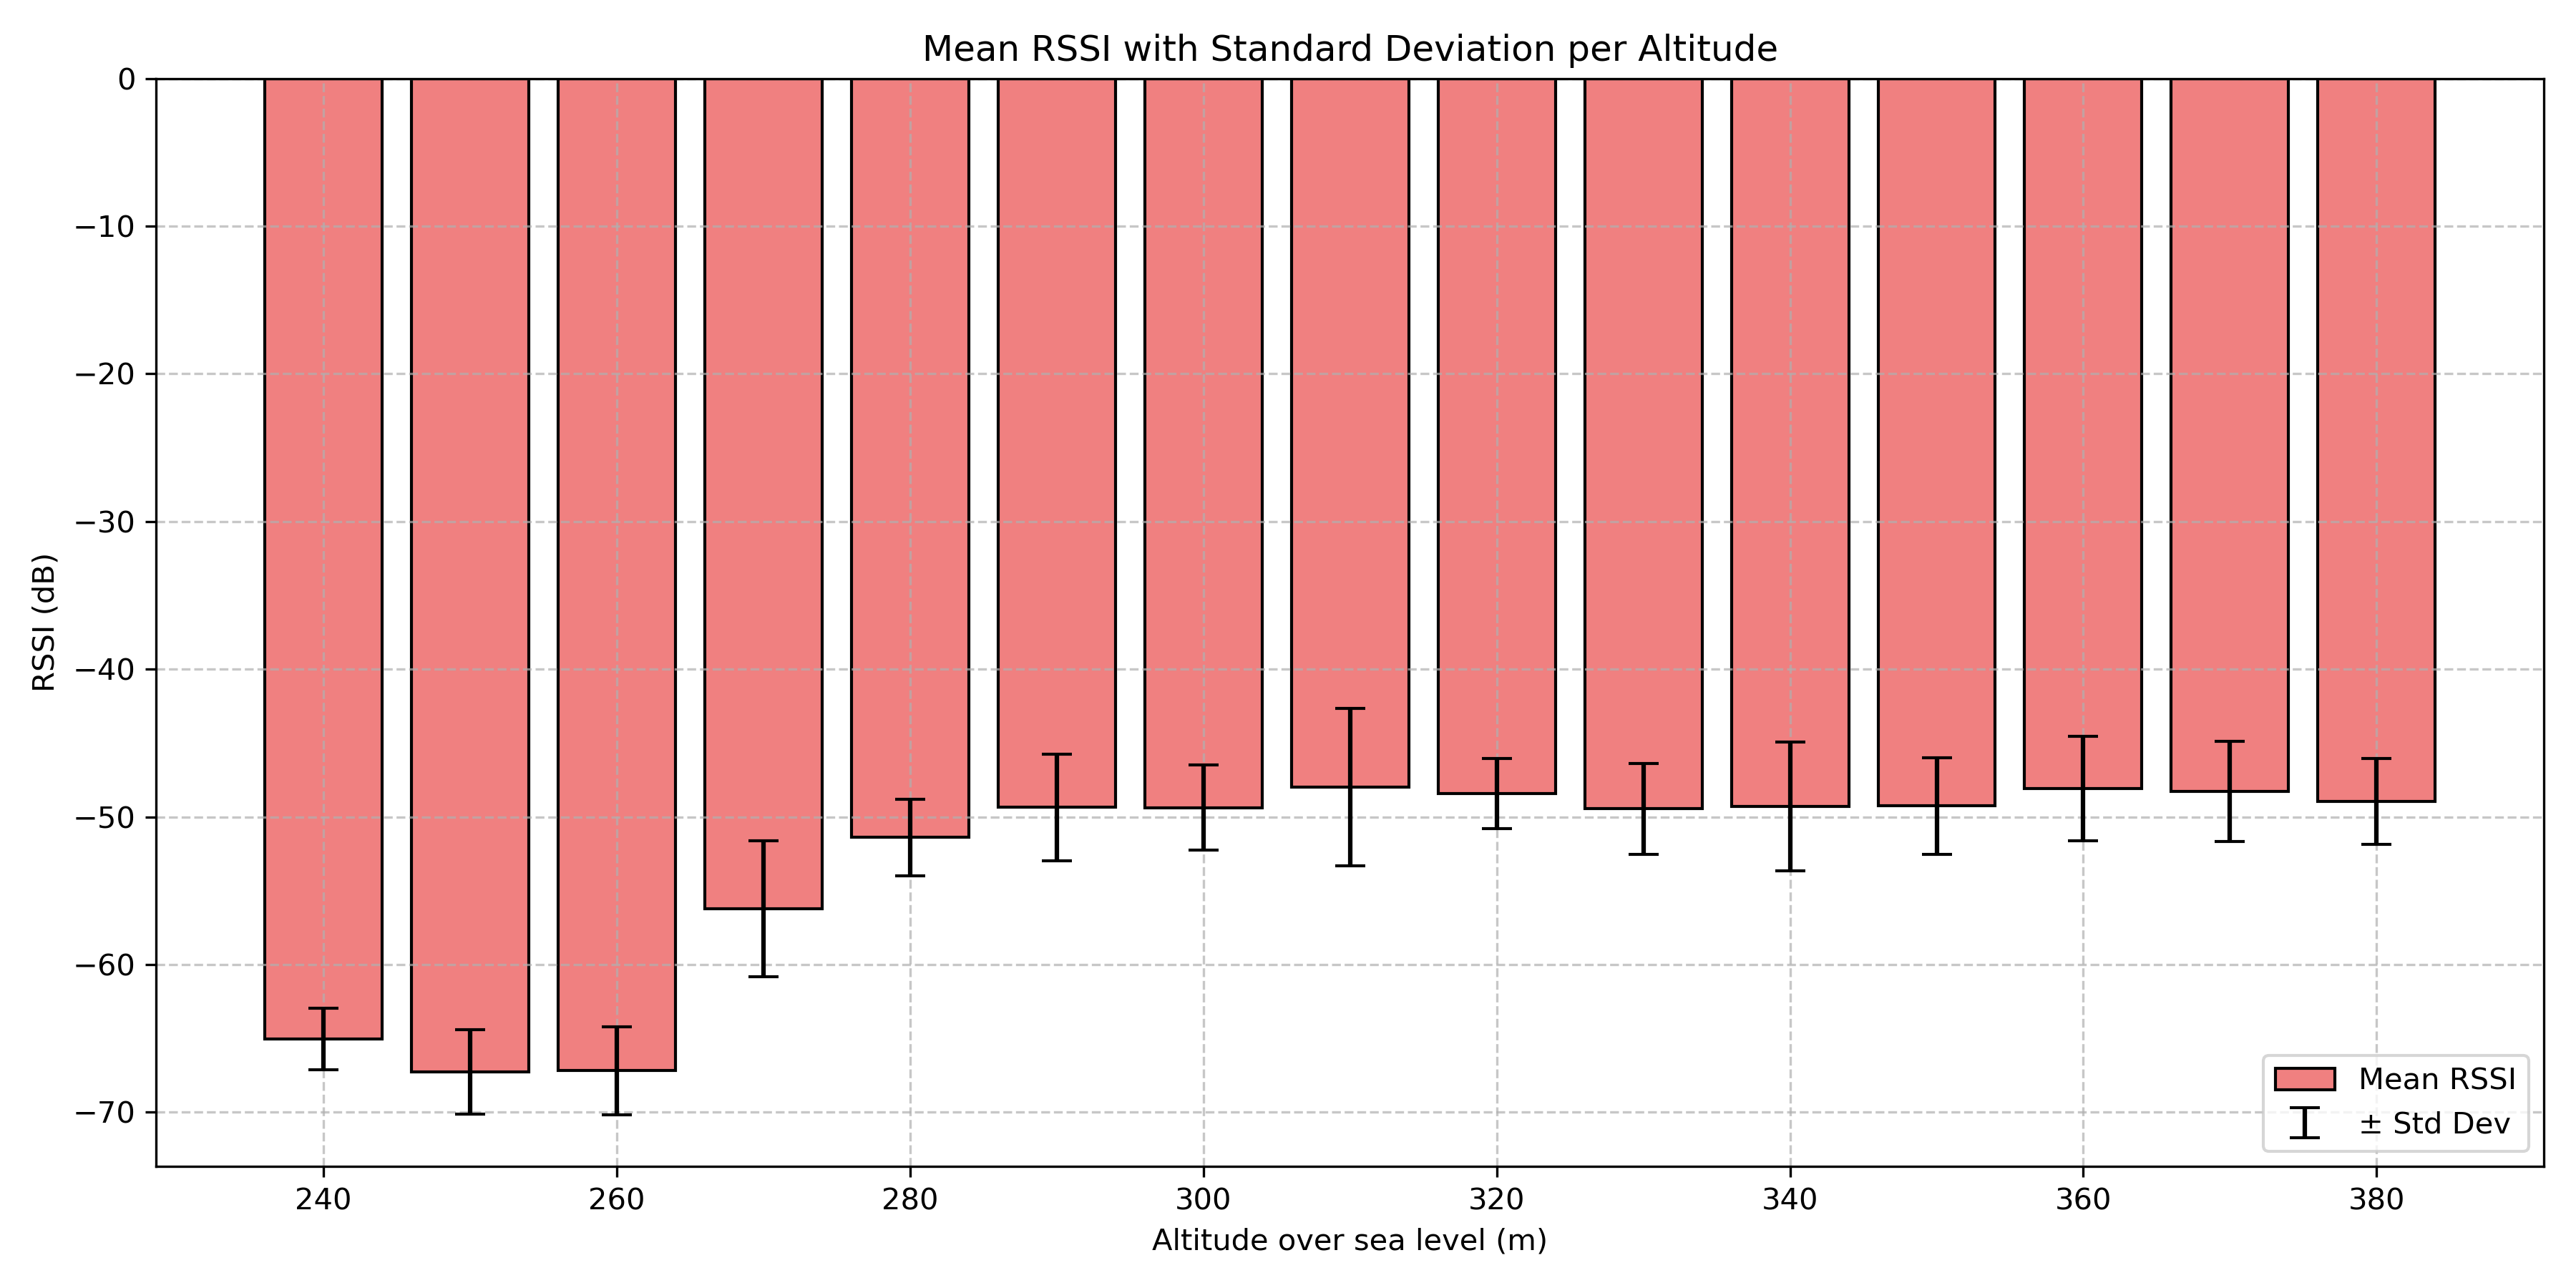 Mean RSSI with Standard Deviation per Altitude
0
−10
−20
−30
−40
−50
−60
−70
RSSI (dB)
Mean RSSI
± Std Dev
240 260 280 300 320 340 360 380
Altitude over sea level (m)